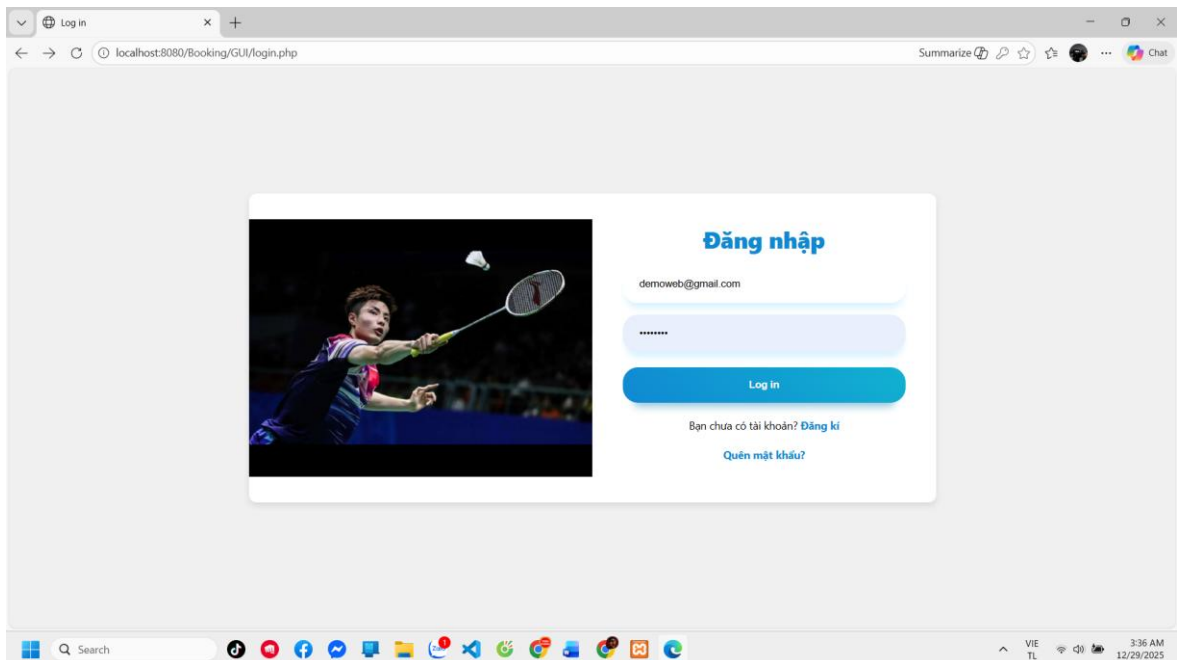 Log in
localhost:8080/Booking/GUI/login.php
Summarize
Chat
Đăng nhập
demoweb@gmail.com
••••••••
Log in
Bạn chưa có tài khoản? Đăng kí
Quên mật khẩu?
Search
VIE
TL
3:36 AM
12/29/2025